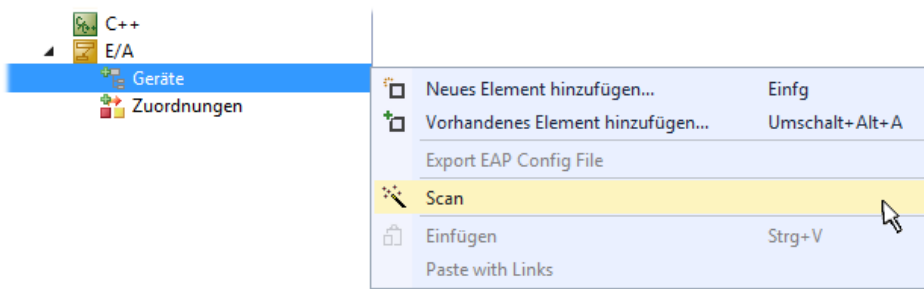 C++
E/A
Geräte
Zuordnungen
Neues Element hinzufügen... Einfg
Vorhandenes Element hinzufügen... Umschalt+Alt+A
Export EAP Config File
Scan
Einfügen Strg+V
Paste with Links